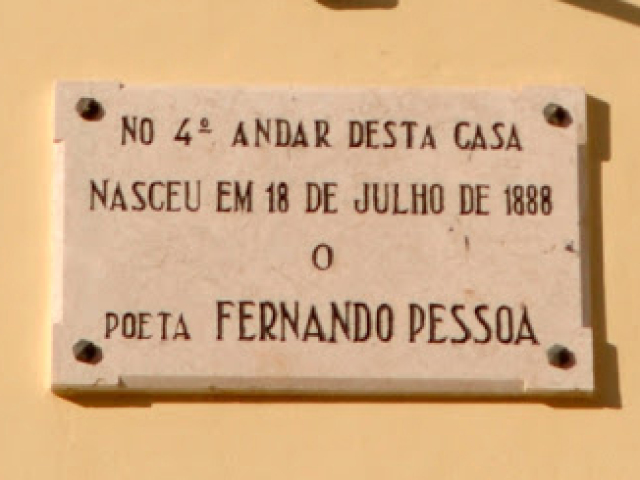 NO 4º ANDAR DESTA CASA
NASCEU EM 18 DE JULHO DE 1888
O
POETA FERNANDO PESSOA